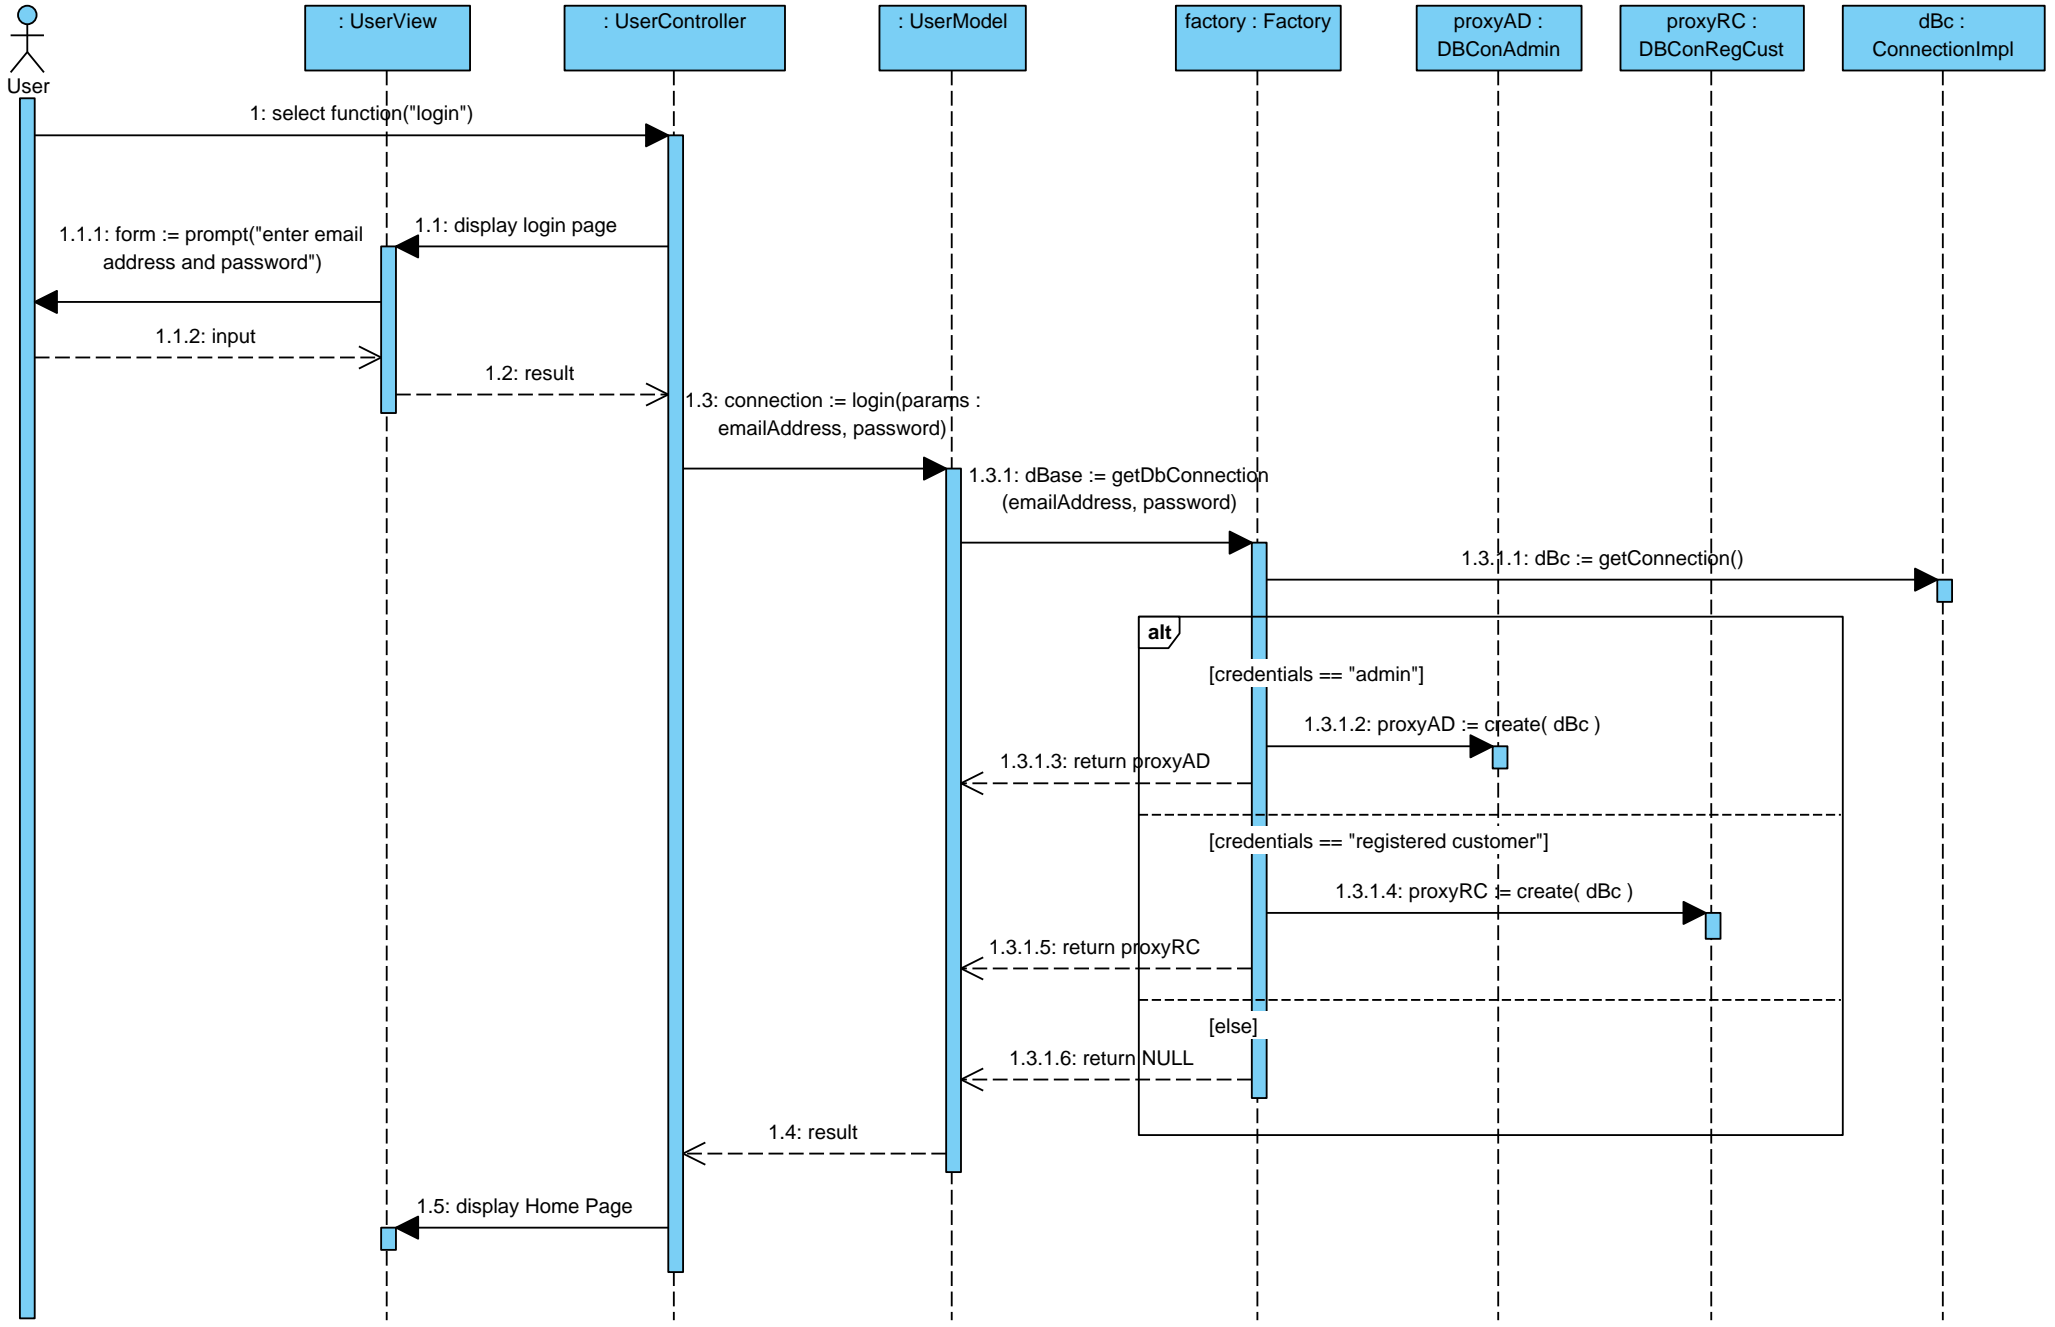 : UserView
: UserController
: UserModel
factory : Factory
proxyAD :
DBConAdmin
proxyRC :
DBConRegCust
dBc :
ConnectionImpl
User
1: select function("login")
1.1: display login page
1.1.1: form := prompt("enter email
address and password")
1.1.2: input
1.2: result
1.3: connection := login(params :
emailAddress, password)
1.3.1: dBase := getDbConnection
(emailAddress, password)
1.3.1.1: dBc := getConnection()
alt
[credentials == "admin"]
1.3.1.2: proxyAD := create( dBc )
1.3.1.3: return proxyAD
[credentials == "registered customer"]
1.3.1.4: proxyRC := create( dBc )
1.3.1.5: return proxyRC
[else]
1.3.1.6: return NULL
1.4: result
1.5: display Home Page